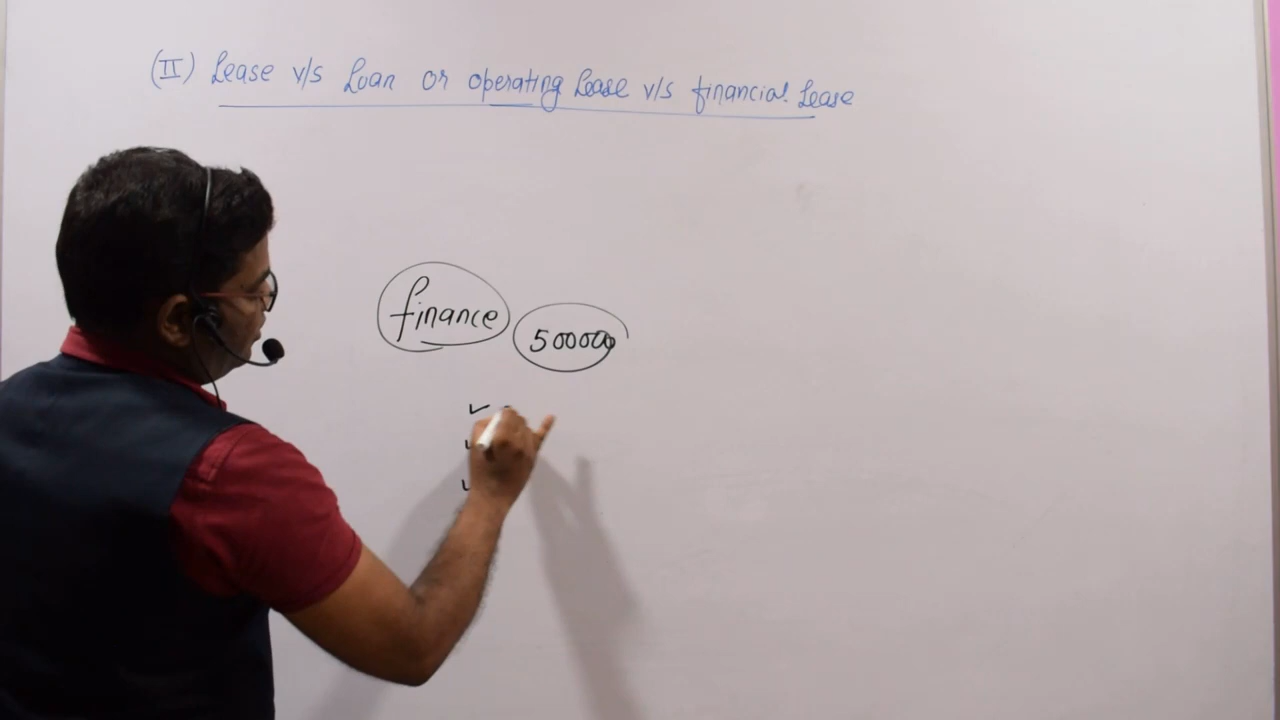 (II) Lease v/s Loan or operating Lease v/s financial Lease
finance
500000